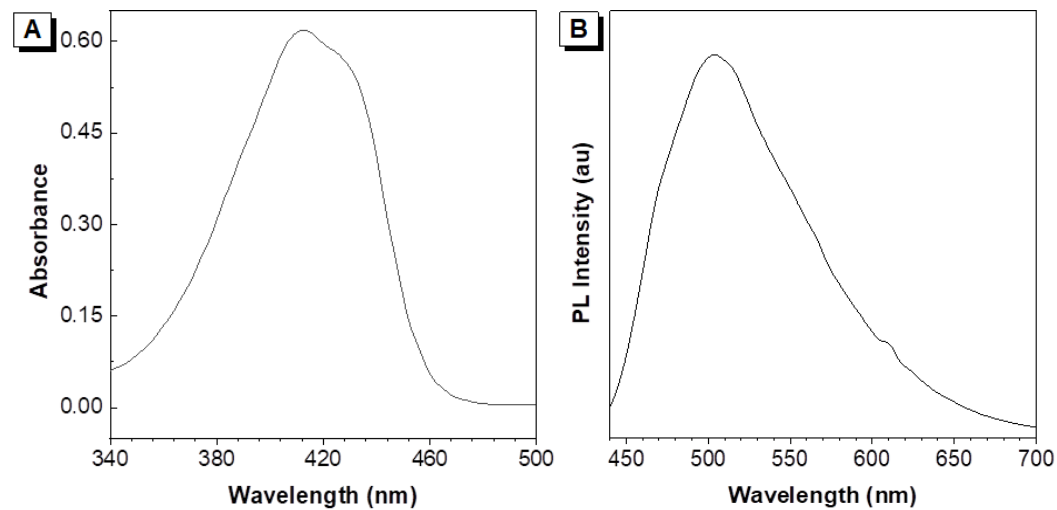 A
0.60
0.45
0.30
0.15
0.00
Absorbance
340 380 420 460 500
Wavelength (nm)
B
PL Intensity (au)
450 500 550 600 650 700
Wavelength (nm)